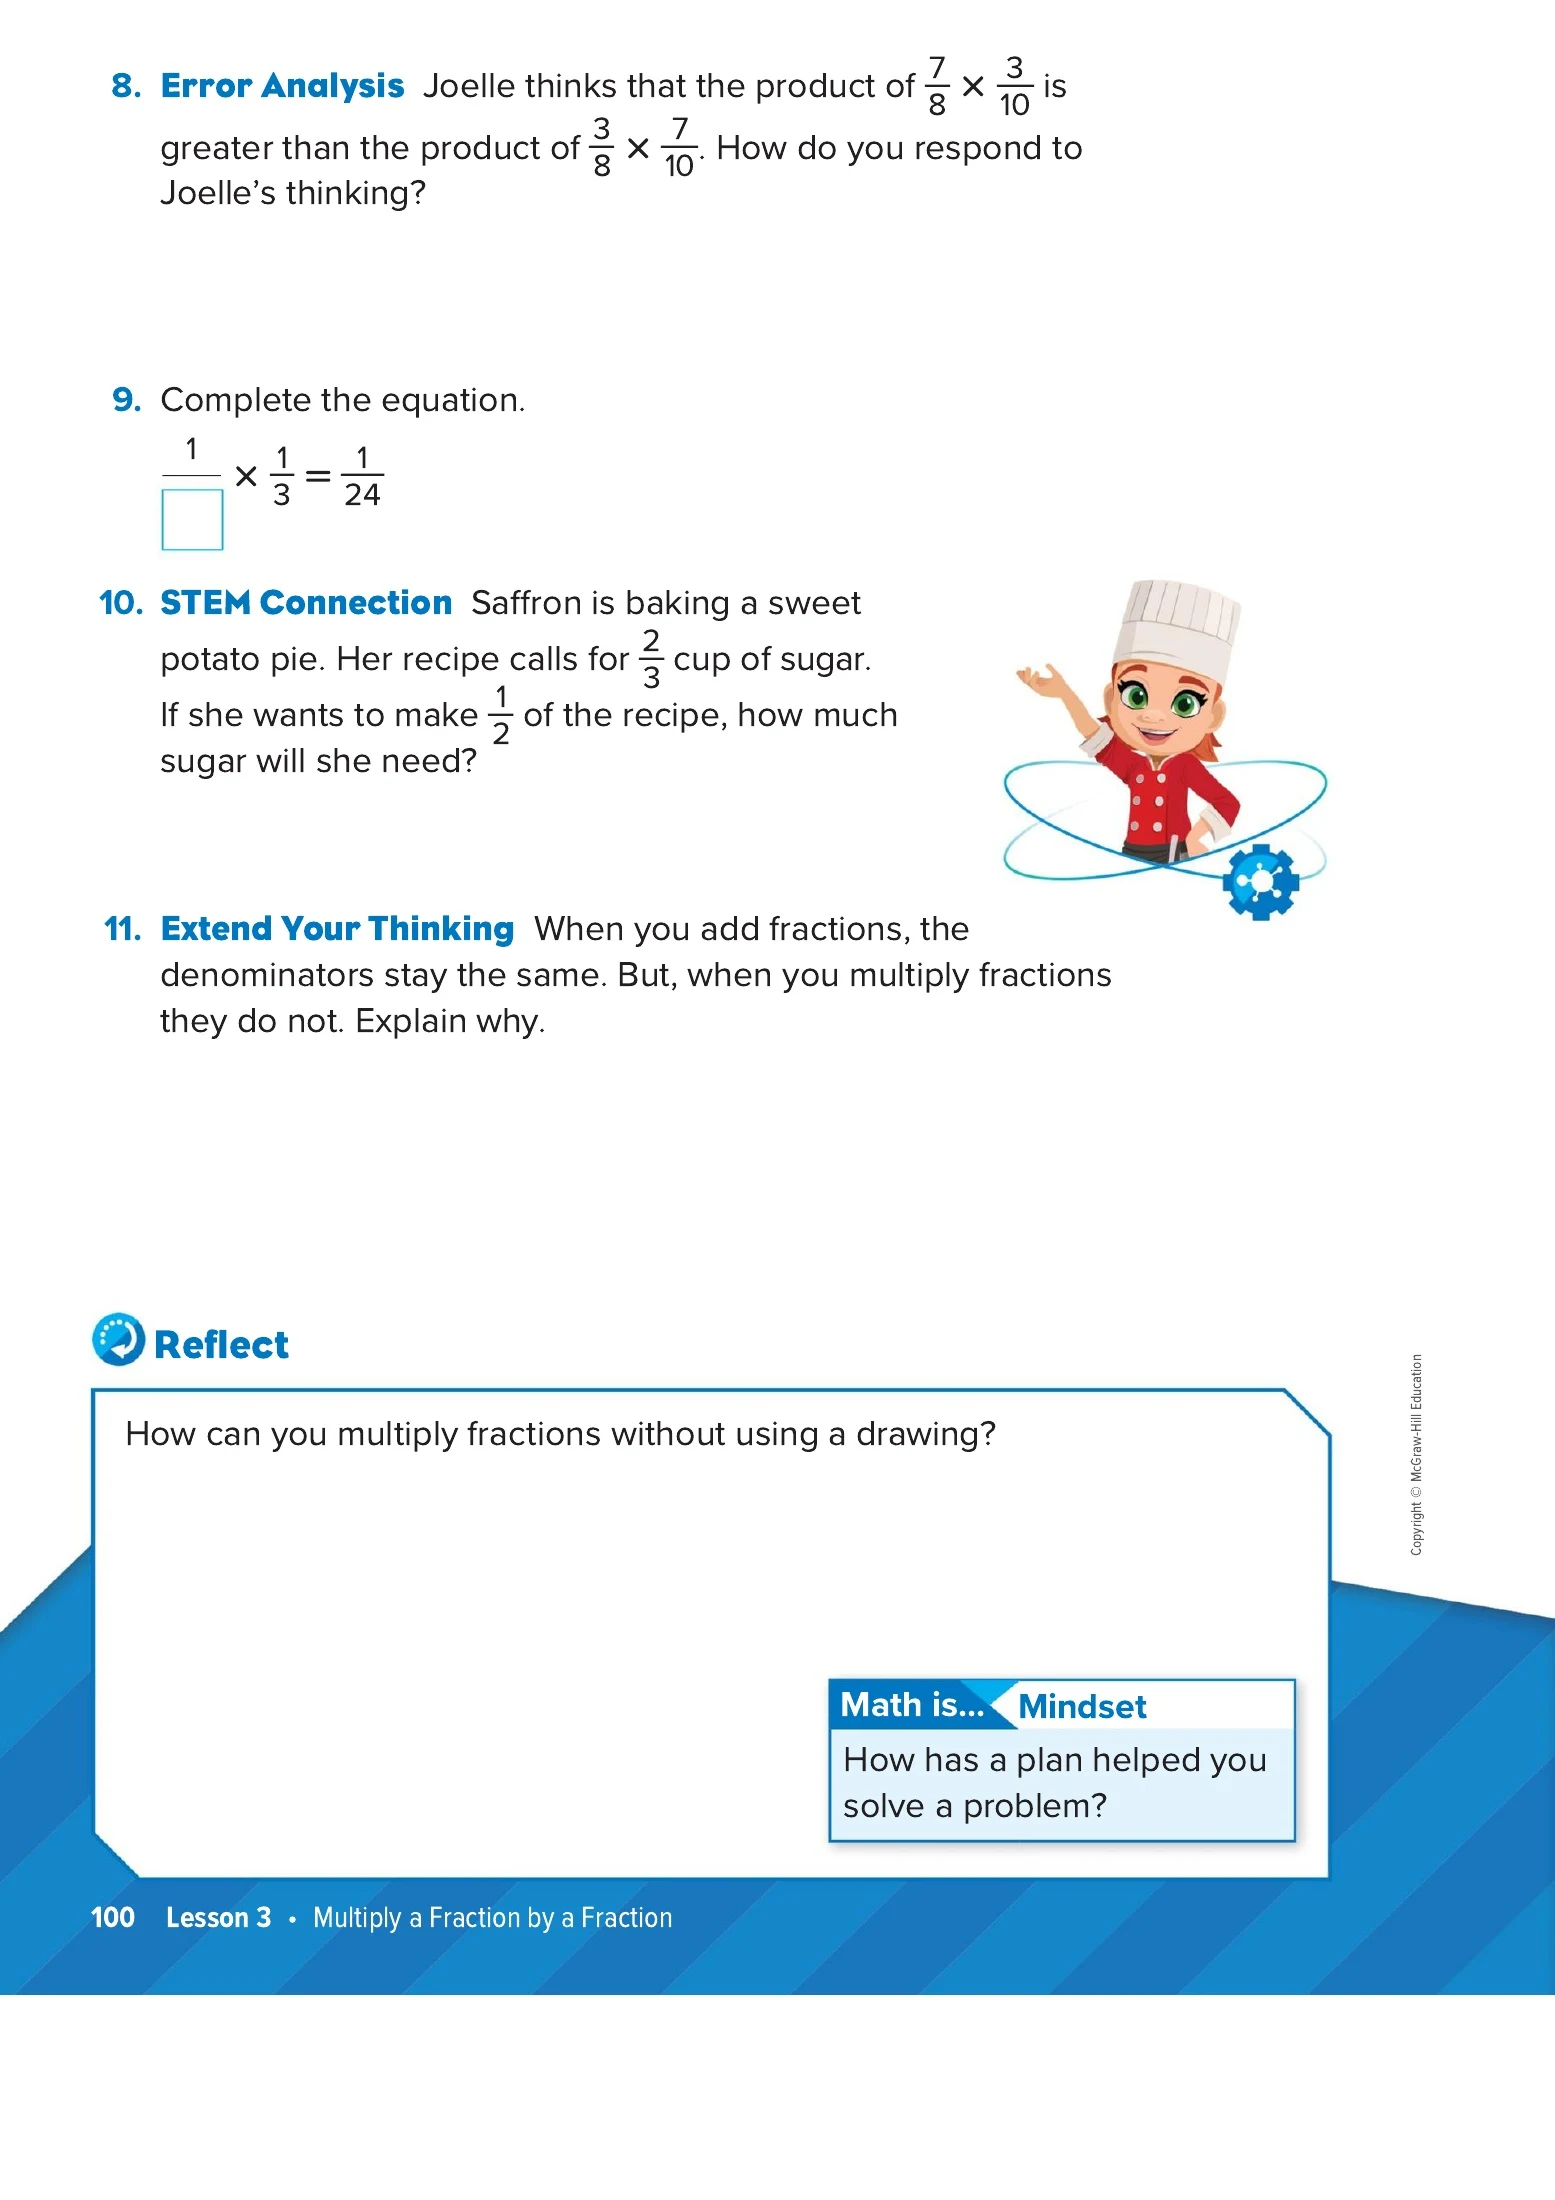 8. Error Analysis Joelle thinks that the product of 7/8 × 3/10 is
greater than the product of 3/8 × 7/10. How do you respond to
Joelle’s thinking?
9. Complete the equation.
1/□ × 1/3 = 1/24
10. STEM Connection Saffron is baking a sweet
potato pie. Her recipe calls for 2/3 cup of sugar.
If she wants to make 1/2 of the recipe, how much
sugar will she need?
11. Extend Your Thinking When you add fractions, the
denominators stay the same. But, when you multiply fractions
they do not. Explain why.
Reflect
How can you multiply fractions without using a drawing?
Math is... Mindset
How has a plan helped you
solve a problem?
Copyright © McGraw-Hill Education
100 Lesson 3 • Multiply a Fraction by a Fraction